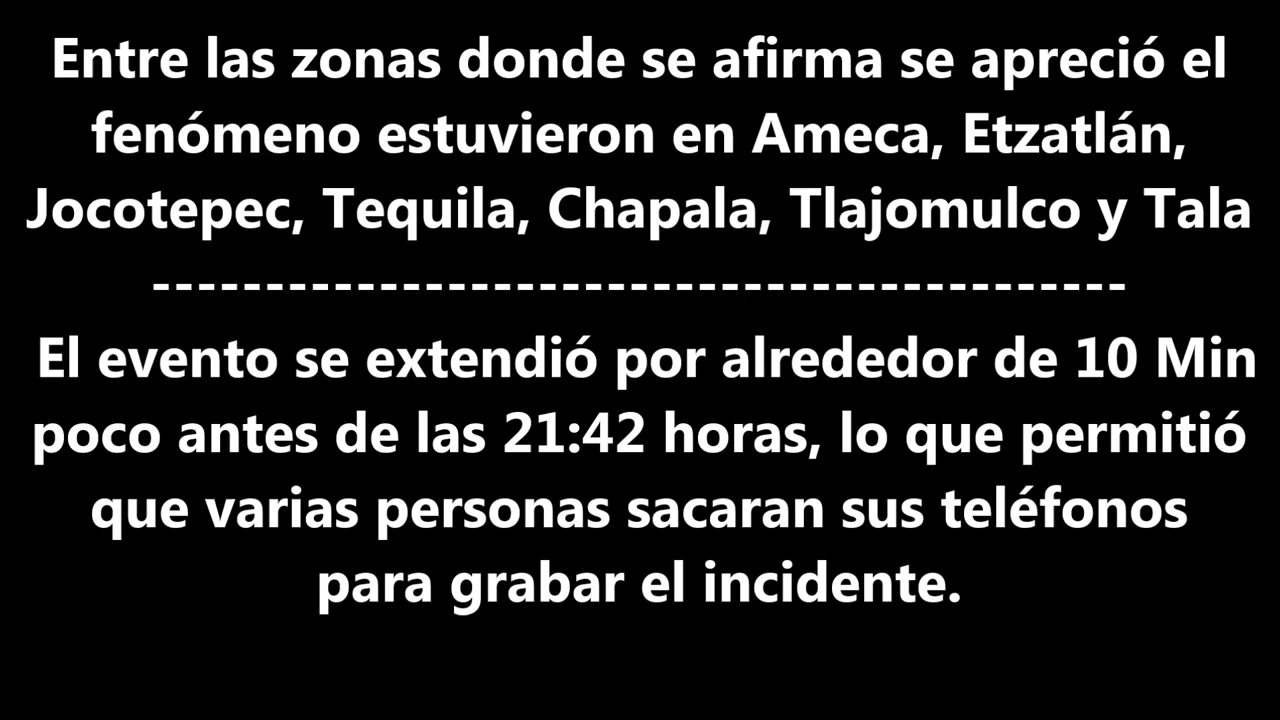 Entre las zonas donde se afirma se apreció el
fenómeno estuvieron en Ameca, Etzatlán,
Jocotepec, Tequila, Chapala, Tlajomulco y Tala
-------------------------------------------
El evento se extendió por alrededor de 10 Min
poco antes de las 21:42 horas, lo que permitió
que varias personas sacaran sus teléfonos
para grabar el incidente.